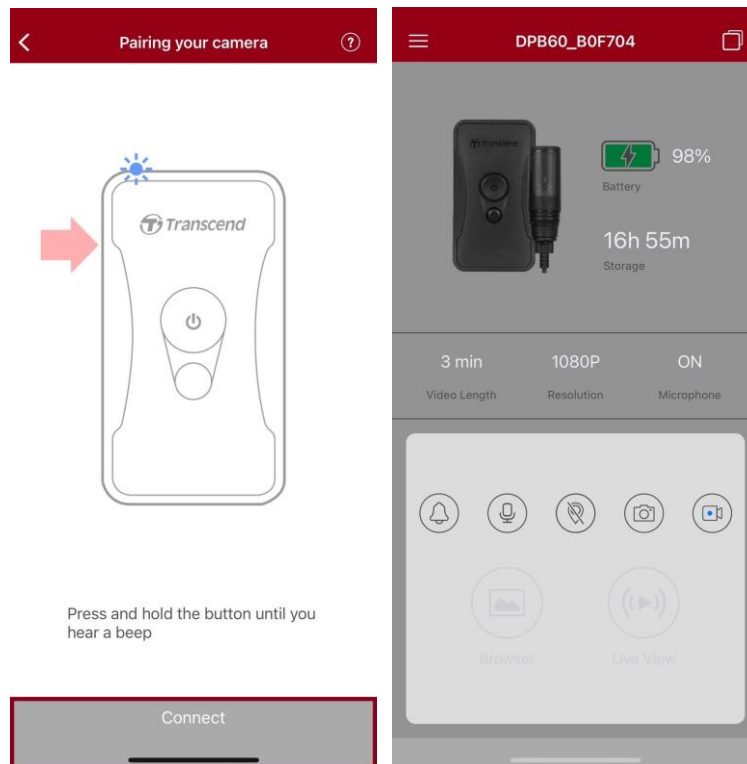 Pairing your camera
?
Transcend
Press and hold the button until you
hear a beep
Connect
DPB60_B0F704
Transcend
98%
Battery
16h 55m
Storage
3 min
1080P
ON
Video Length
Resolution
Microphone
Browser
Live View